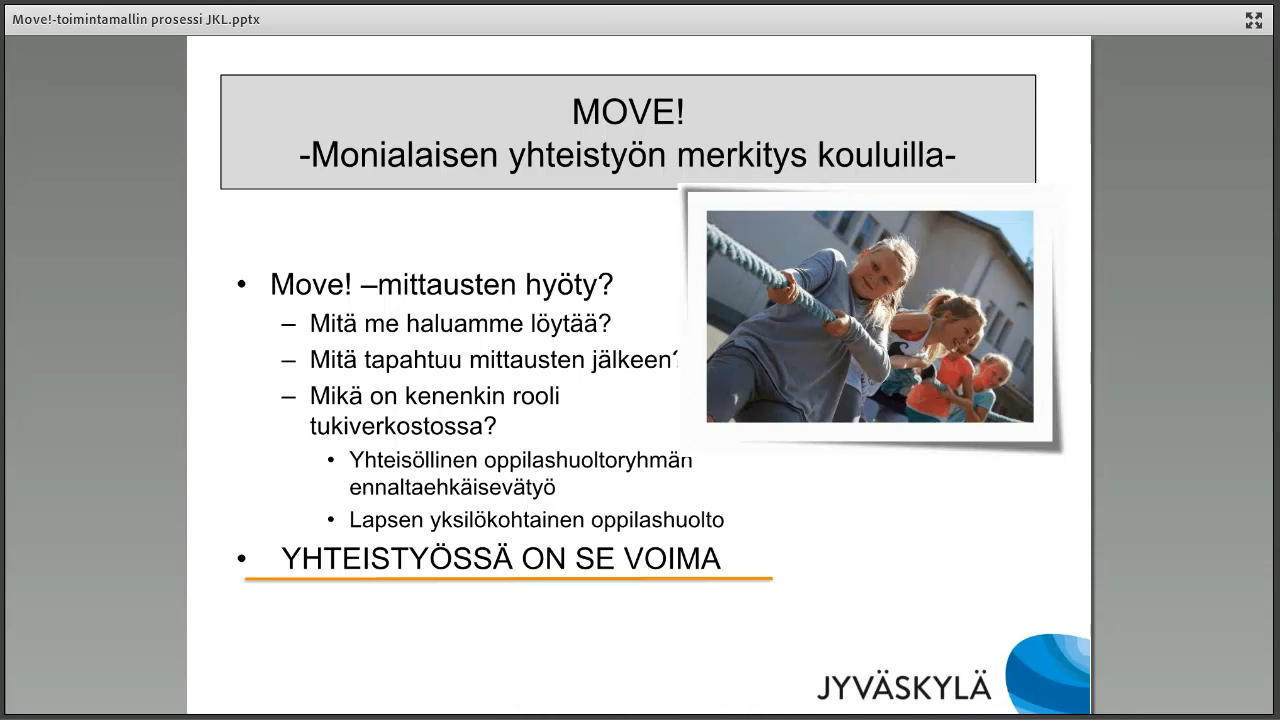 Move!-toimintamallin prosessi JKL.pptx
MOVE!
-Monialaisen yhteistyön merkitys kouluilla-
• Move! –mittausten hyöty?
– Mitä me haluamme löytää?
– Mitä tapahtuu mittausten jälkeen?
– Mikä on kenenkin rooli
tukiverkostossa?
• Yhteisöllinen oppilashuoltoryhmän
ennaltaehkäisevätyö
• Lapsen yksilökohtainen oppilashuolto
• YHTEISTYÖSSÄ ON SE VOIMA
JYVÄSKYLÄ